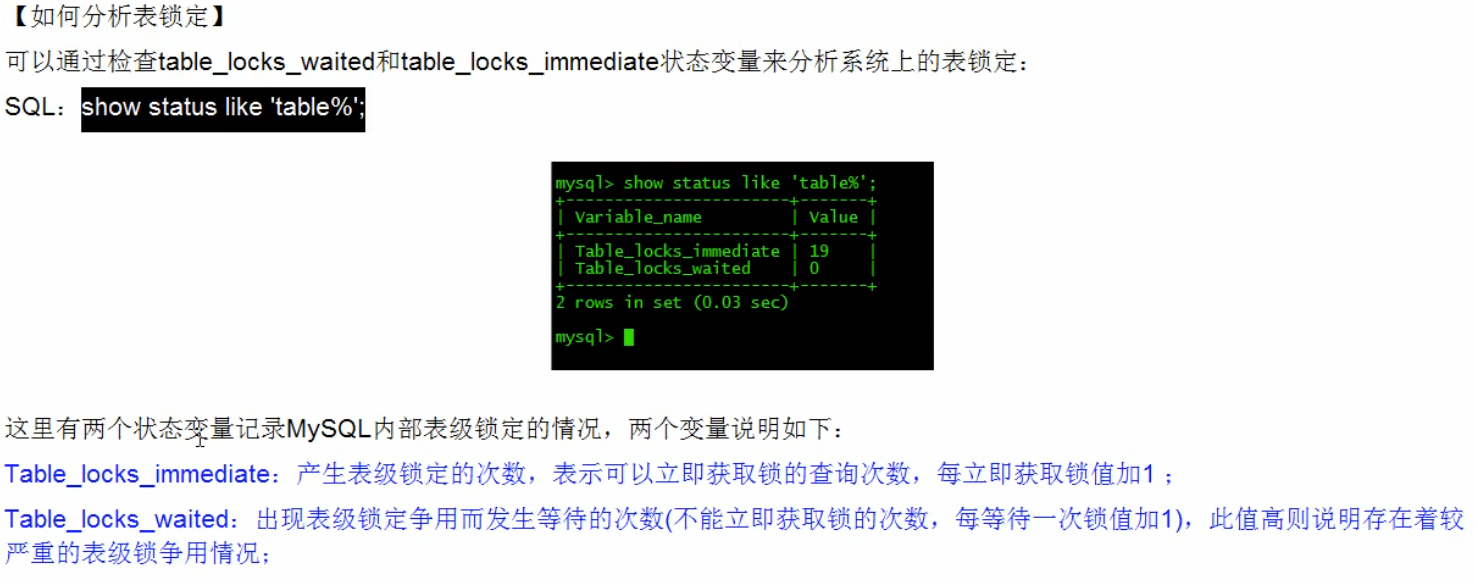 【如何分析表锁定】
可以通过检查table_locks_waited和table_locks_immediate状态变量来分析系统上的表锁定：
SQL：show status like 'table%';
mysql> show status like 'table%';
+-----------------------+-------+
| Variable_name         | Value |
+-----------------------+-------+
| Table_locks_immediate | 19    |
| Table_locks_waited    | 0     |
+-----------------------+-------+
2 rows in set (0.03 sec)
mysql>
这里有两个状态变量记录MySQL内部表级锁定的情况，两个变量说明如下：
Table_locks_immediate：产生表级锁定的次数，表示可以立即获取锁的查询次数，每立即获取锁值加1 ；
Table_locks_waited：出现表级锁定争用而发生等待的次数(不能立即获取锁的次数，每等待一次锁值加1)，此值高则说明存在着较
严重的表级锁争用情况；